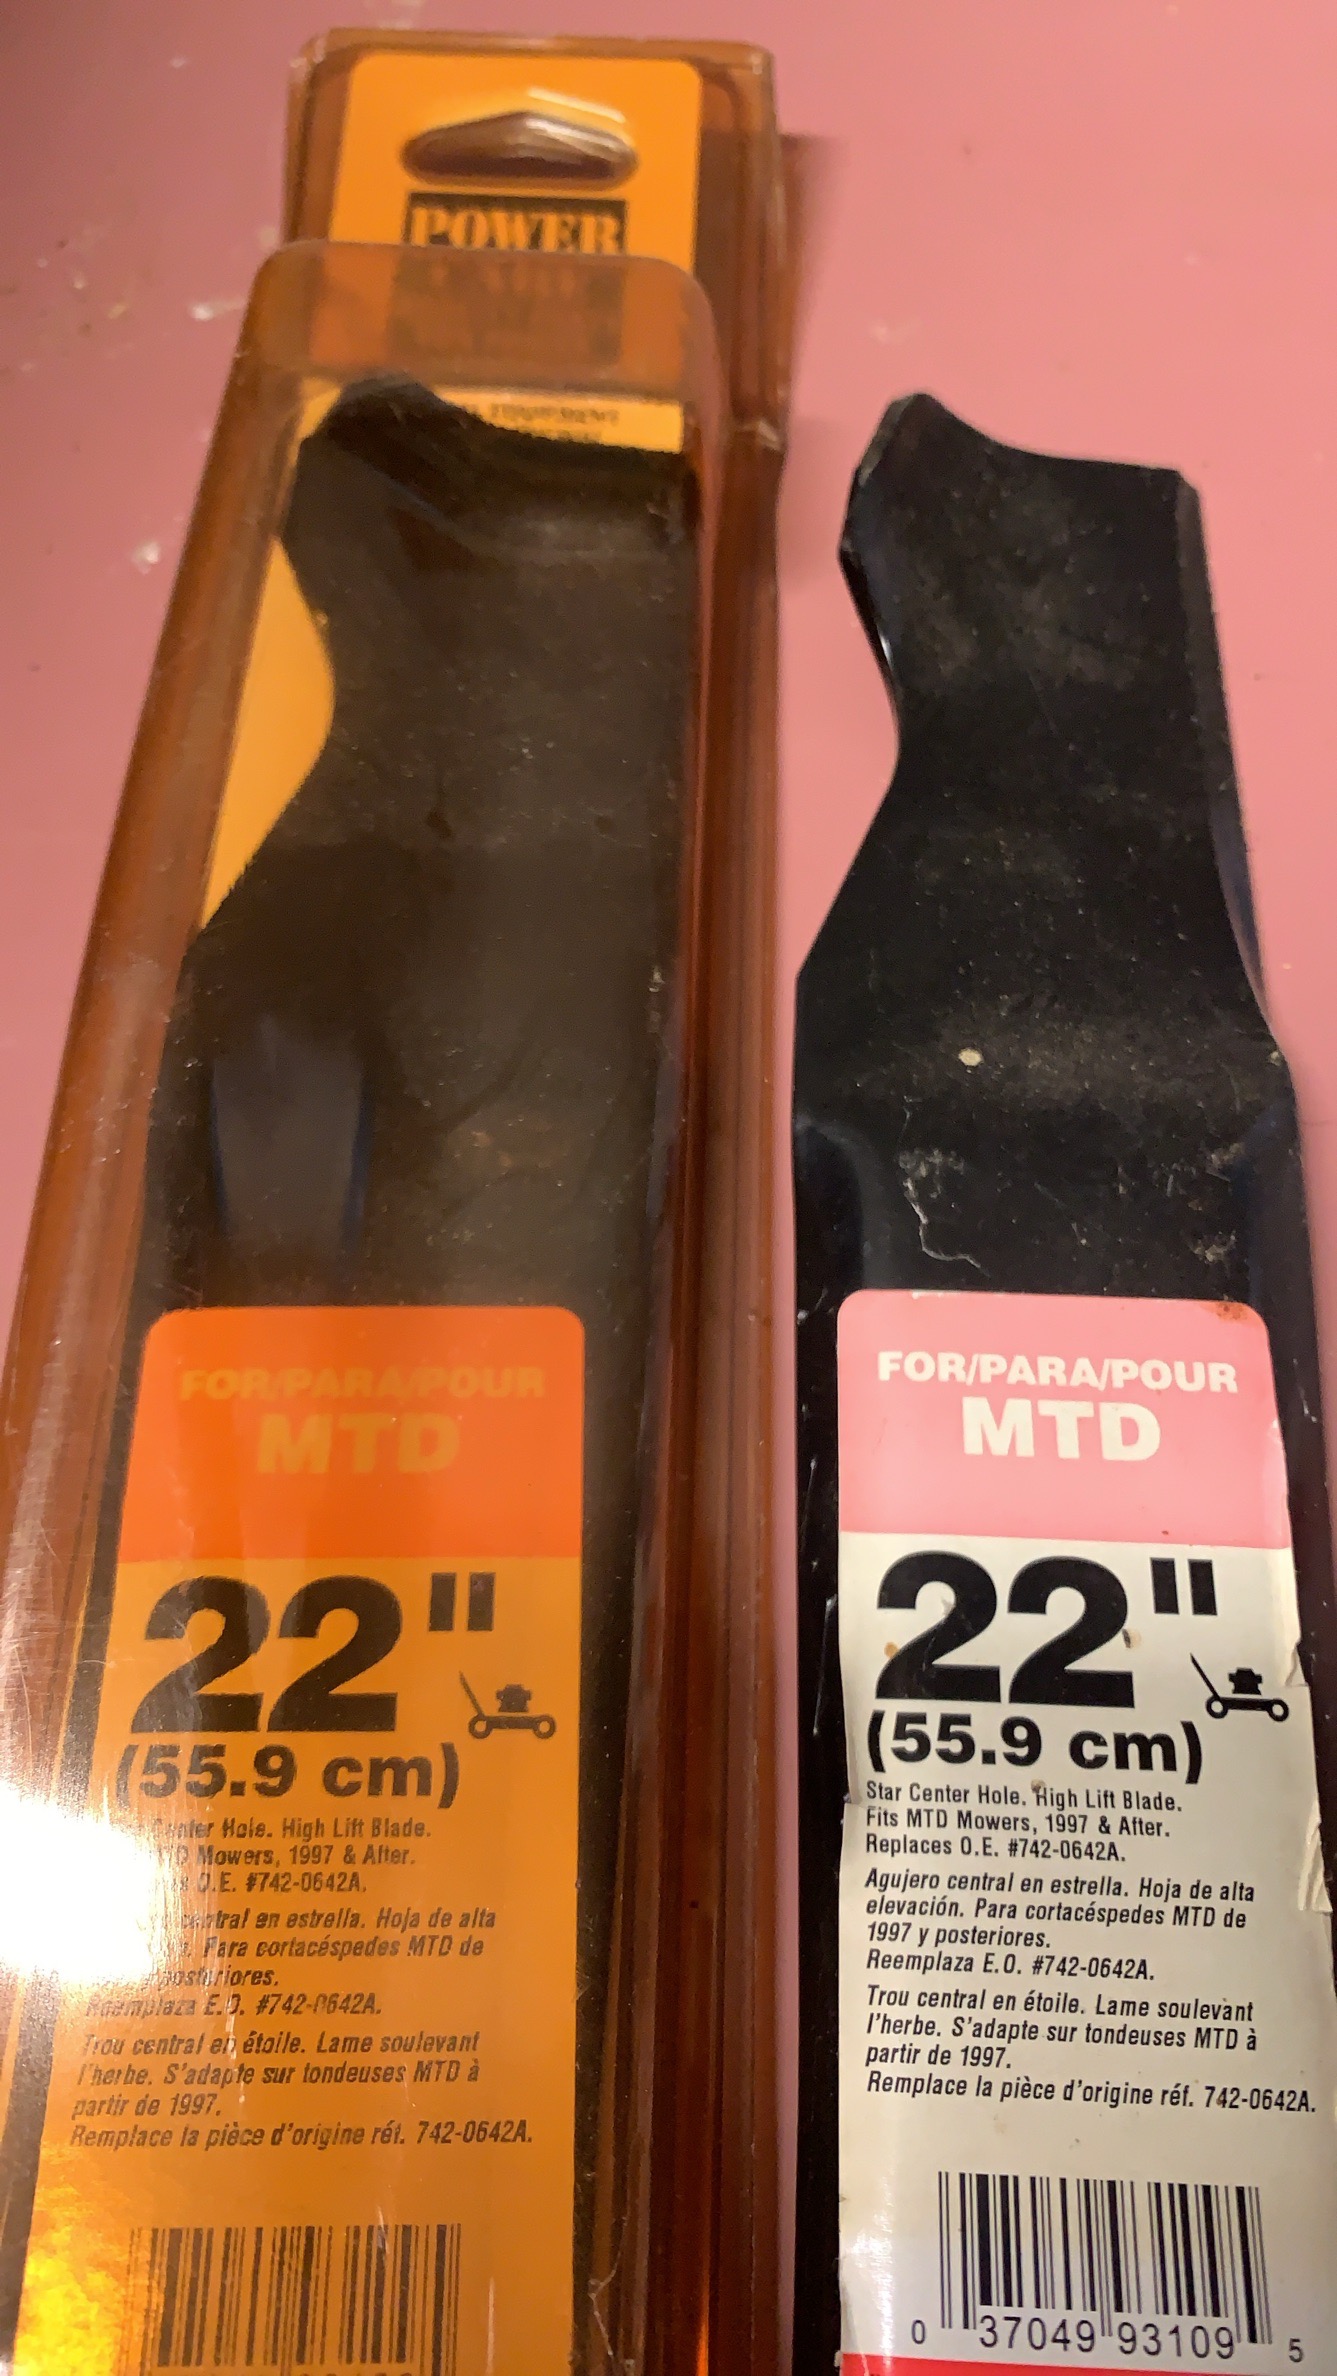 POWER
EQUIPMENT
FOR/PARA/POUR
MTD
22"
(55.9 cm)
Center Hole. High Lift Blade.
Mowers, 1997 & After.
O.E. #742-0642A.
central en estrella. Hoja de alta
Para cortacéspedes MTD de
posteriores.
Reemplaza E.O. #742-0642A.
Trou central en étoile. Lame soulevant
l'herbe. S'adapte sur tondeuses MTD à
partir de 1997.
Remplace la pièce d'origine réf. 742-0642A.
FOR/PARA/POUR
MTD
22"
(55.9 cm)
Star Center Hole. High Lift Blade.
Fits MTD Mowers, 1997 & After.
Replaces O.E. #742-0642A.
Agujero central en estrella. Hoja de alta
elevación. Para cortacéspedes MTD de
1997 y posteriores.
Reemplaza E.O. #742-0642A.
Trou central en étoile. Lame soulevant
l'herbe. S'adapte sur tondeuses MTD à
partir de 1997.
Remplace la pièce d'origine réf. 742-0642A.
0 37049 93109 5